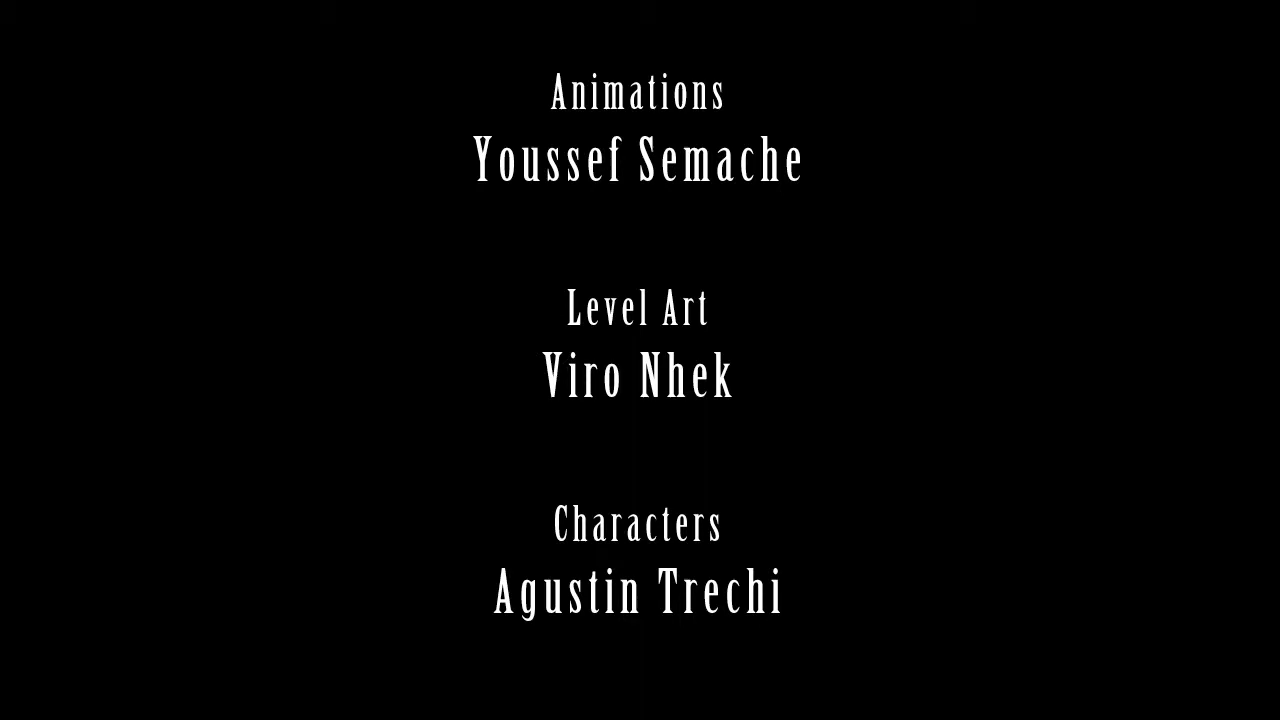 Animations
Youssef Semache
Level Art
Viro Nhek
Characters
Agustin Trechi